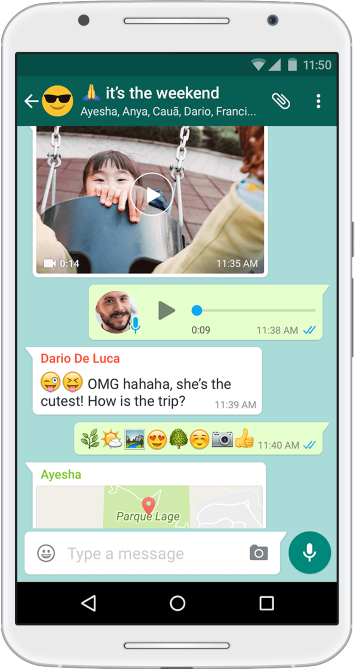 11:50
🙏 it's the weekend
Ayesha, Anya, Cauã, Dario, Franci...
0:14
11:35 AM
0:09
11:38 AM
Dario De Luca
😜😝 OMG hahaha, she's the
cutest! How is the trip?
11:39 AM
🌿🌤🏞😍🌳☺️📷👍 11:40 AM
Ayesha
Parque Lage
Type a message